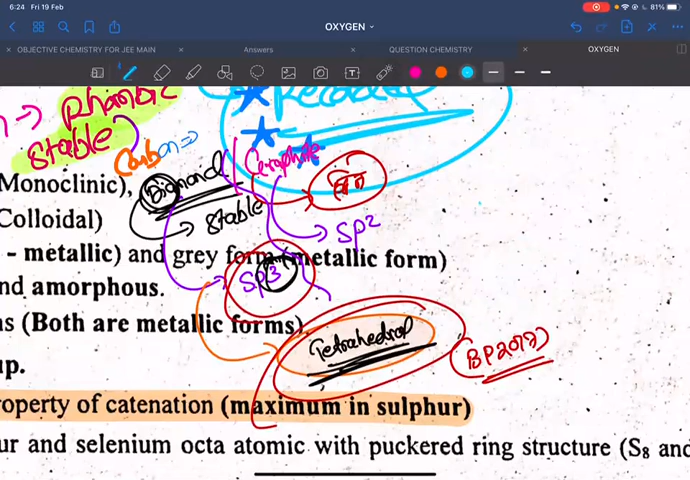 6:24 Fri 19 Feb
81%
OXYGEN
OBJECTIVE CHEMISTRY FOR JEE MAIN
Answers
QUESTION CHEMISTRY
OXYGEN
Stable
Carbon ⇒
Diamond
Graphite
Monoclinic),
Stable
Colloidal)
SP2
- metallic) and grey form (metallic form)
SP3
nd amorphous.
ns (Both are metallic forms)
Tetrahedral
up.
roperty of catenation (maximum in sulphur)
ur and selenium octa atomic with puckered ring structure (S₈ and